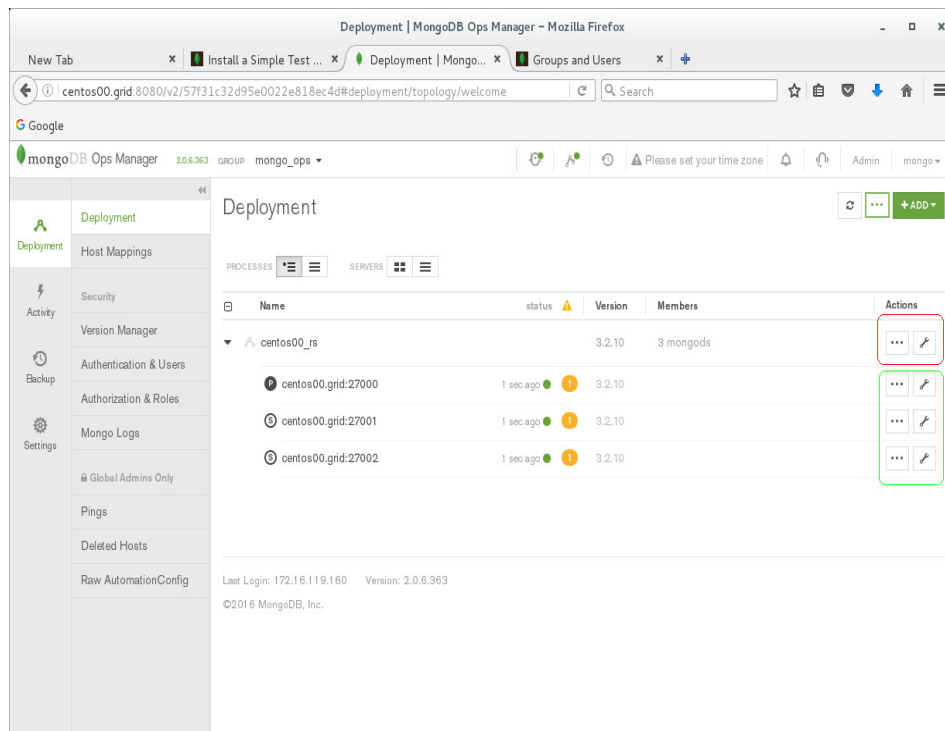 Deployment | MongoDB Ops Manager - Mozilla Firefox
New Tab
Install a Simple Test ...
Deployment | Mongo...
Groups and Users
centos00.grid:8080/v2/57f31c32d95e0022e818ec4d#deployment/topology/welcome
Search
Google
mongoDB Ops Manager 2.0.6.363 GROUP mongo_ops
Please set your time zone
Admin
mongo
Deployment
Activity
Backup
Settings
Deployment
Host Mappings
Security
Version Manager
Authentication & Users
Authorization & Roles
Mongo Logs
Global Admins Only
Pings
Deleted Hosts
Raw AutomationConfig
Deployment
+ ADD
PROCESSES
SERVERS
Name status Version Members Actions
centos00_rs 3.2.10 3 mongods
P centos00.grid:27000 1 sec ago 1 3.2.10
S centos00.grid:27001 1 sec ago 1 3.2.10
S centos00.grid:27002 1 sec ago 1 3.2.10
Last Login: 172.16.119.160 Version: 2.0.6.363
©2016 MongoDB, Inc.